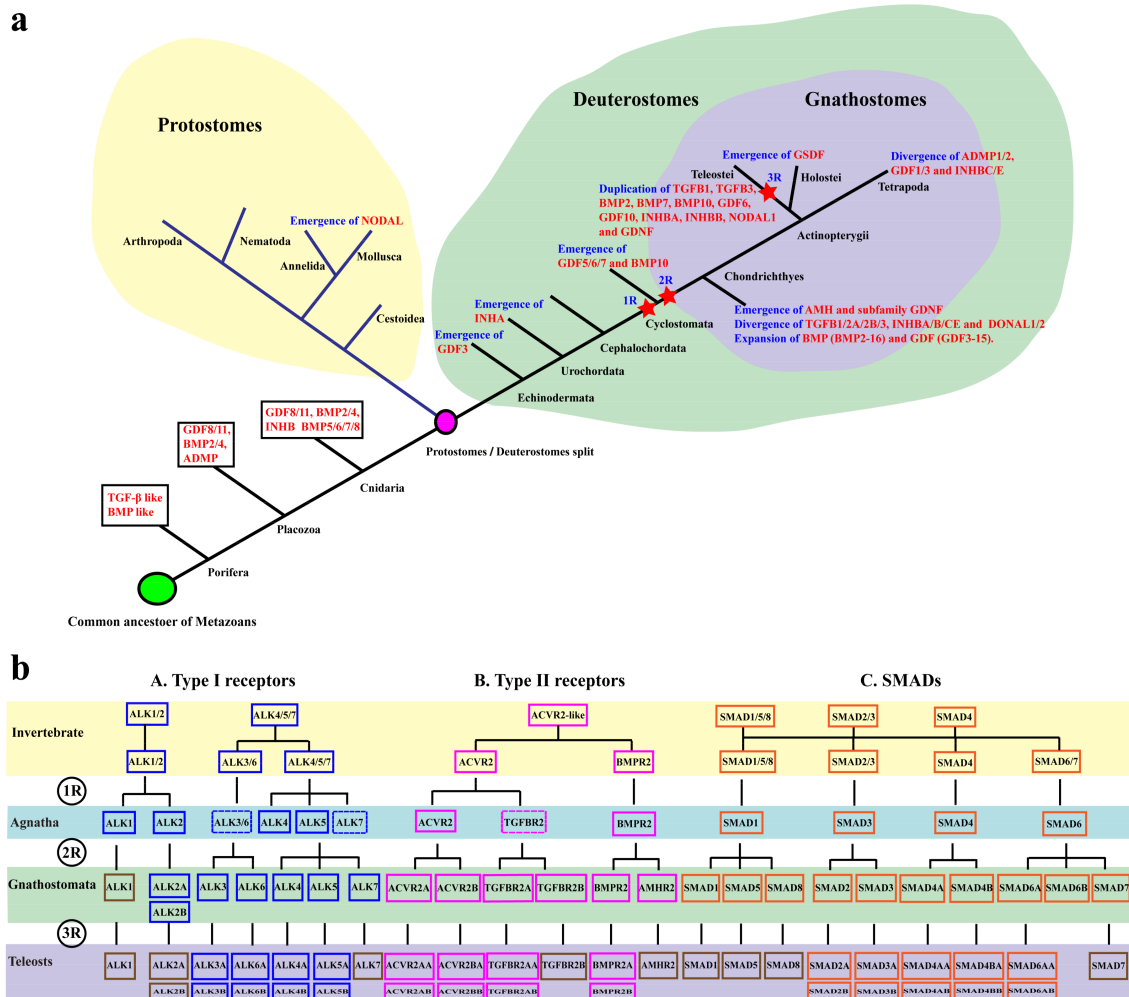 a
Protostomes
Deuterostomes
Gnathostomes
Arthropoda
Nematoda
Emergence of NODAL
Annelida
Mollusca
Cestoidea
Emergence of GSDF
Teleostei
3R
Holostei
Divergence of ADMP1/2,
GDF1/3 and INHBC/E
Tetrapoda
Duplication of TGFB1, TGFB3,
BMP2, BMP7, BMP10, GDF6,
GDF10, INHBA, INHBB, NODAL1
and GDNF
Actinopterygii
Emergence of
GDF5/6/7 and BMP10
Chondrichthyes
2R
1R
Emergence of AMH and subfamily GDNF
Divergence of TGFB1/2A/2B/3, INHBA/B/CE and DONAL1/2
Expansion of BMP (BMP2-16) and GDF (GDF3-15).
Cyclostomata
Emergence of
INHA
Cephalochordata
Emergence of
GDF3
Urochordata
Echinodermata
Protostomes / Deuterostomes split
GDF8/11, BMP2/4,
INHB BMP5/6/7/8
Cnidaria
GDF8/11,
BMP2/4,
ADMP
Placozoa
TGF-β like
BMP like
Porifera
Common ancestoer of Metazoans
b
A. Type I receptors
B. Type II receptors
C. SMADs
Invertebrate
ALK1/2 ALK4/5/7 ACVR2-like SMAD1/5/8 SMAD2/3 SMAD4
ALK1/2 ALK3/6 ALK4/5/7 ACVR2 BMPR2 SMAD1/5/8 SMAD2/3 SMAD4 SMAD6/7
1R
Agnatha ALK1 ALK2 ALK3/6 ALK4 ALK5 ALK7 ACVR2 TGFBR2 BMPR2 SMAD1 SMAD3 SMAD4 SMAD6
2R
Gnathostomata ALK1 ALK2A ALK3 ALK6 ALK4 ALK5 ALK7 ACVR2A ACVR2B TGFBR2A TGFBR2B BMPR2 AMHR2 SMAD1 SMAD5 SMAD8 SMAD2 SMAD3 SMAD4A SMAD4B SMAD6A SMAD6B SMAD7
ALK2B
3R
Teleosts ALK1 ALK2A ALK3A ALK6A ALK4A ALK5A ALK7 ACVR2AA ACVR2BA TGFBR2AA TGFBR2B BMPR2A AMHR2 SMAD1 SMAD5 SMAD8 SMAD2A SMAD3A SMAD4AA SMAD4BA SMAD6AA SMAD7
ALK2B ALK3B ALK6B ALK4B ALK5B ACVR2AB ACVR2BB TGFBR2AB BMPR2B SMAD2B SMAD3B SMAD4AB SMAD4BB SMAD6AB